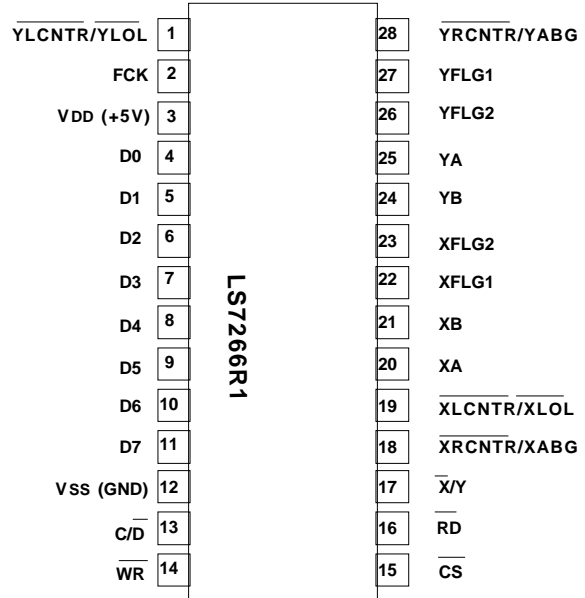 YLCNTR/YLOL 1 28 YRCNTR/YABG
FCK 2 27 YFLG1
VDD (+5V) 3 26 YFLG2
D0 4 25 YA
D1 5 24 YB
D2 6 23 XFLG2
D3 7 22 XFLG1
D4 8 21 XB
D5 9 20 XA
D6 10 19 XLCNTR/XLOL
D7 11 18 XRCNTR/XABG
VSS (GND) 12 17 X/Y
C/D 13 16 RD
WR 14 15 CS
LS7266R1